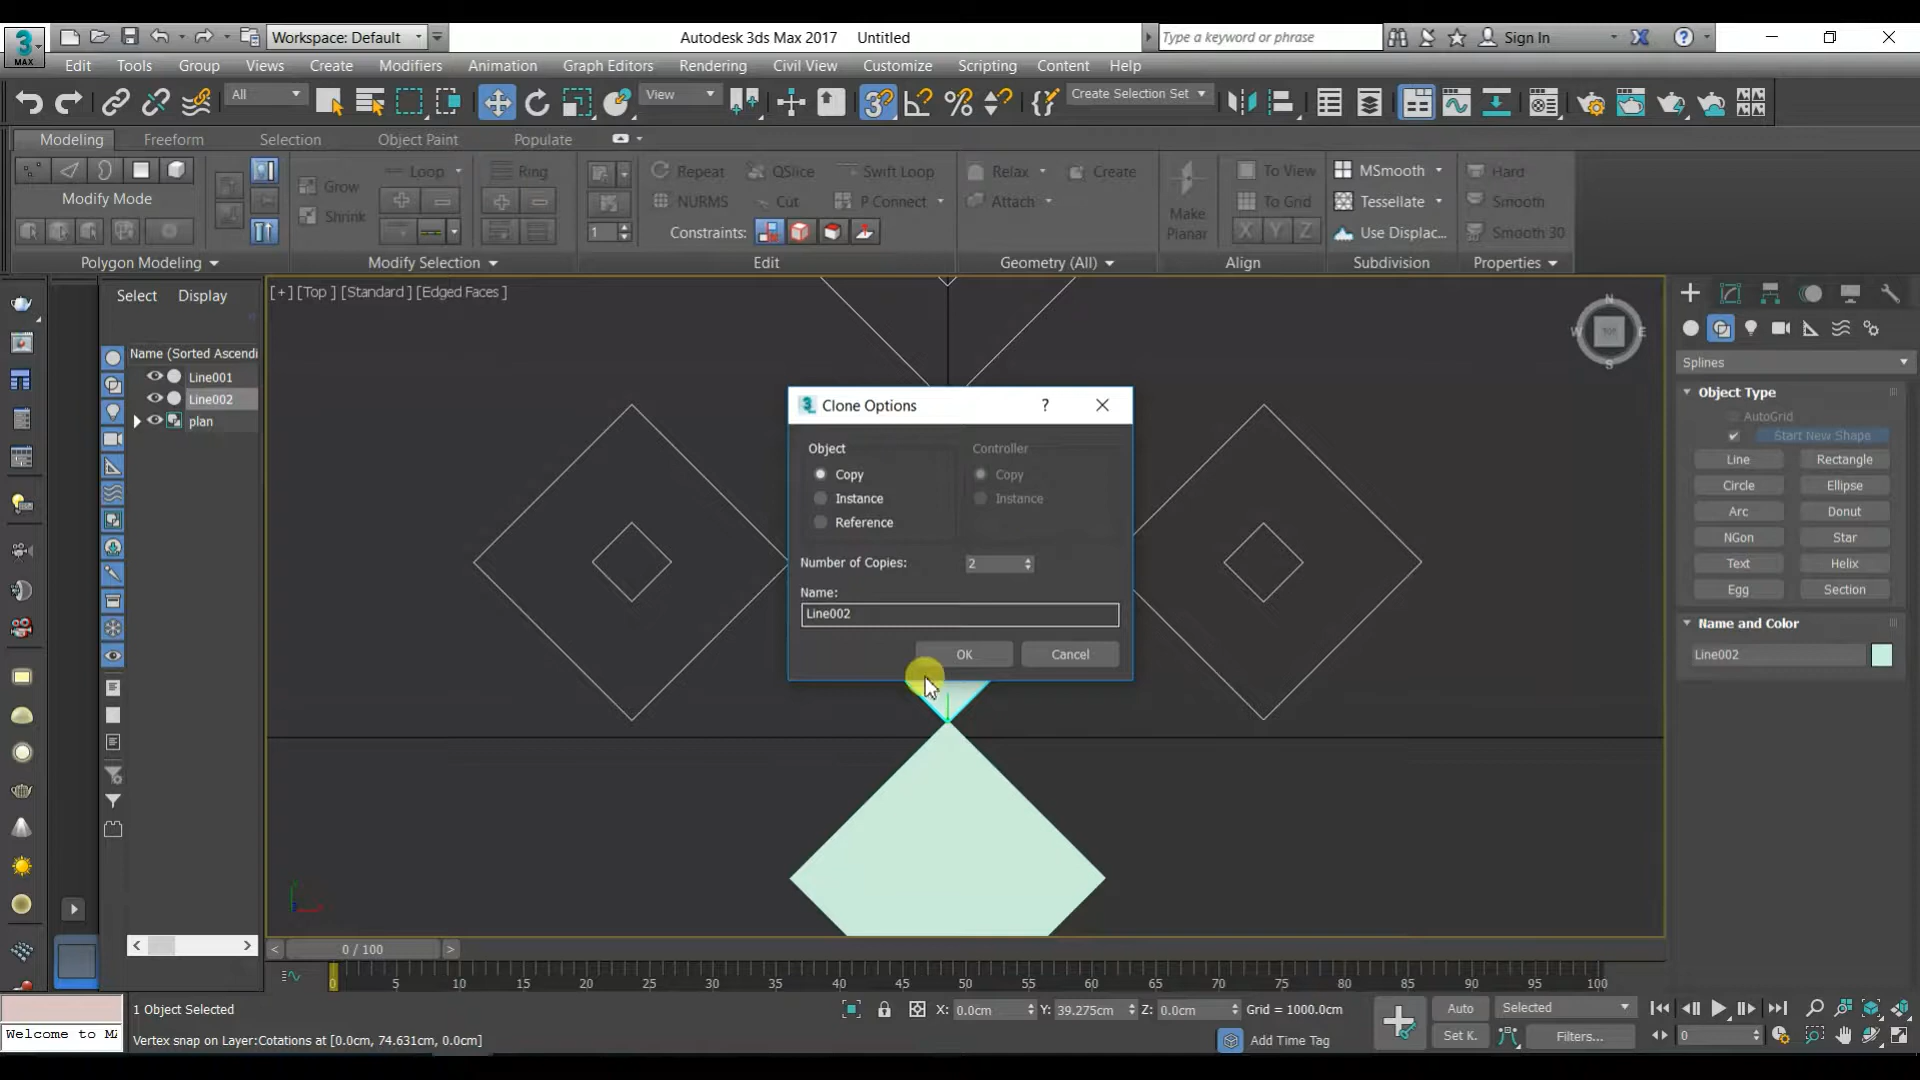 3
MAX
Workspace: Default
Autodesk 3ds Max 2017    Untitled
Type a keyword or phrase
Sign In
Edit Tools Group Views Create Modifiers Animation Graph Editors Rendering Civil View Customize Scripting Content Help
All
View
Create Selection Set
Modeling Freeform Selection Object Paint Populate
Modify Mode
Polygon Modeling
Grow
Shrink
Loop
Ring
Modify Selection
1
Repeat QSlice Swift Loop
NURMS Cut P Connect
Constraints:
Edit
Relax Create
Attach
Geometry (All)
Make
Planar
To View
To Grid
X Y Z
Align
MSmooth
Tessellate
Use Displac...
Subdivision
Hard
Smooth
Smooth 30
Properties
Select Display
Name (Sorted Ascendi
Line001
Line002
plan
[+] [Top ] [Standard ] [Edged Faces ]
N
W
TOP
E
S
Clone Options
?
Object
Copy
Instance
Reference
Controller
Copy
Instance
Number of Copies: 2
Name:
Line002
OK Cancel
Splines
Object Type
AutoGrid
Start New Shape
Line Rectangle
Circle Ellipse
Arc Donut
NGon Star
Text Helix
Egg Section
Name and Color
Line002
< 0 / 100 >
0 5 10 15 20 25 30 35 40 45 50 55 60 65 70 75 80 85 90 95 100
1 Object Selected
X: 0.0cm Y: 39.275cm Z: 0.0cm Grid = 1000.0cm
Auto Selected
Welcome to M
Vertex snap on Layer:Cotations at [0.0cm, 74.631cm, 0.0cm]
Add Time Tag
Set K. Filters...
0